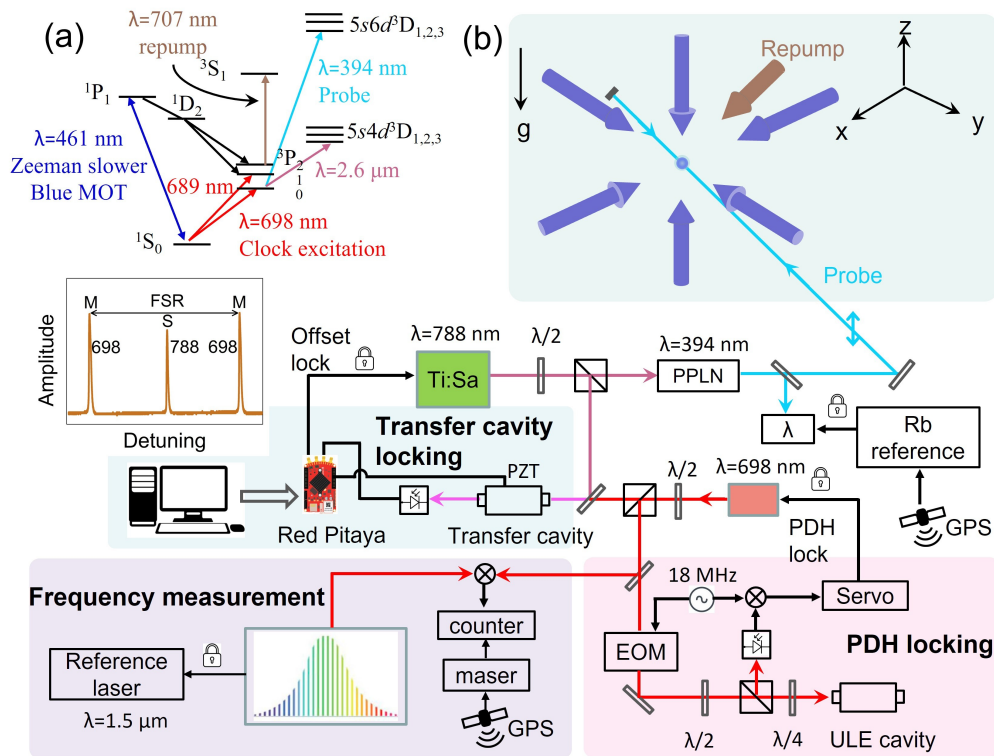 (a)
λ=707 nm
repump
³S₁
5s6d³D₁,₂,₃
λ=394 nm
Probe
¹P₁
¹D₂
5s4d³D₁,₂,₃
λ=461 nm
Zeeman slower
Blue MOT
689 nm
³P₂
1
0
λ=2.6 μm
λ=698 nm
Clock excitation
¹S₀
(b)
g
Repump
z
x
y
Probe
M
FSR
M
S
698
788
698
Amplitude
Detuning
Offset
lock
λ=788 nm
Ti:Sa
λ/2
λ=394 nm
PPLN
λ
Rb
reference
GPS
Transfer cavity
locking
PZT
Red Pitaya
Transfer cavity
λ/2
λ=698 nm
PDH
lock
Frequency measurement
Reference
laser
λ=1.5 μm
counter
maser
GPS
18 MHz
Servo
EOM
PDH locking
λ/2
λ/4
ULE cavity